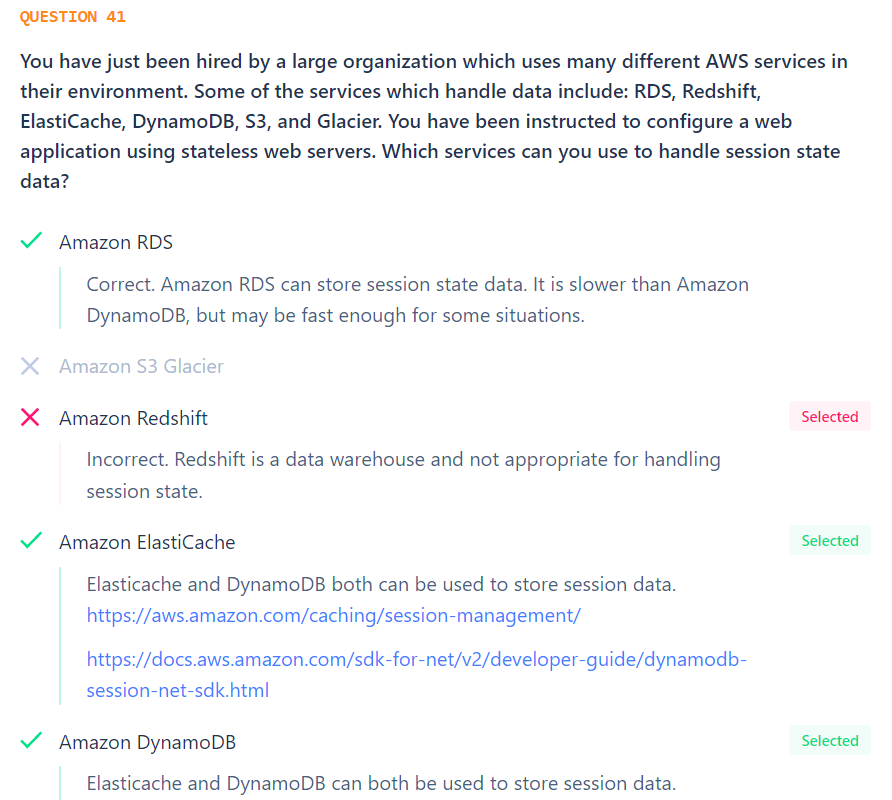 QUESTION 41
You have just been hired by a large organization which uses many different AWS services in
their environment. Some of the services which handle data include: RDS, Redshift,
ElastiCache, DynamoDB, S3, and Glacier. You have been instructed to configure a web
application using stateless web servers. Which services can you use to handle session state
data?
Amazon RDS
Correct. Amazon RDS can store session state data. It is slower than Amazon
DynamoDB, but may be fast enough for some situations.
Amazon S3 Glacier
Amazon Redshift
Selected
Incorrect. Redshift is a data warehouse and not appropriate for handling
session state.
Amazon ElastiCache
Selected
Elasticache and DynamoDB both can be used to store session data.
https://aws.amazon.com/caching/session-management/
https://docs.aws.amazon.com/sdk-for-net/v2/developer-guide/dynamodb-
session-net-sdk.html
Amazon DynamoDB
Selected
Elasticache and DynamoDB can both be used to store session data.